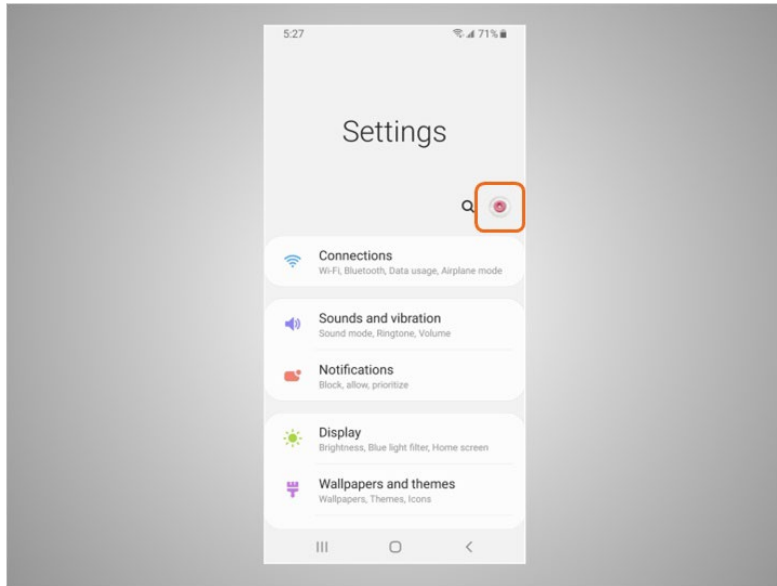 5:27 71%
Settings
Connections
Wi-Fi, Bluetooth, Data usage, Airplane mode
Sounds and vibration
Sound mode, Ringtone, Volume
Notifications
Block, allow, prioritize
Display
Brightness, Blue light filter, Home screen
Wallpapers and themes
Wallpapers, Themes, Icons